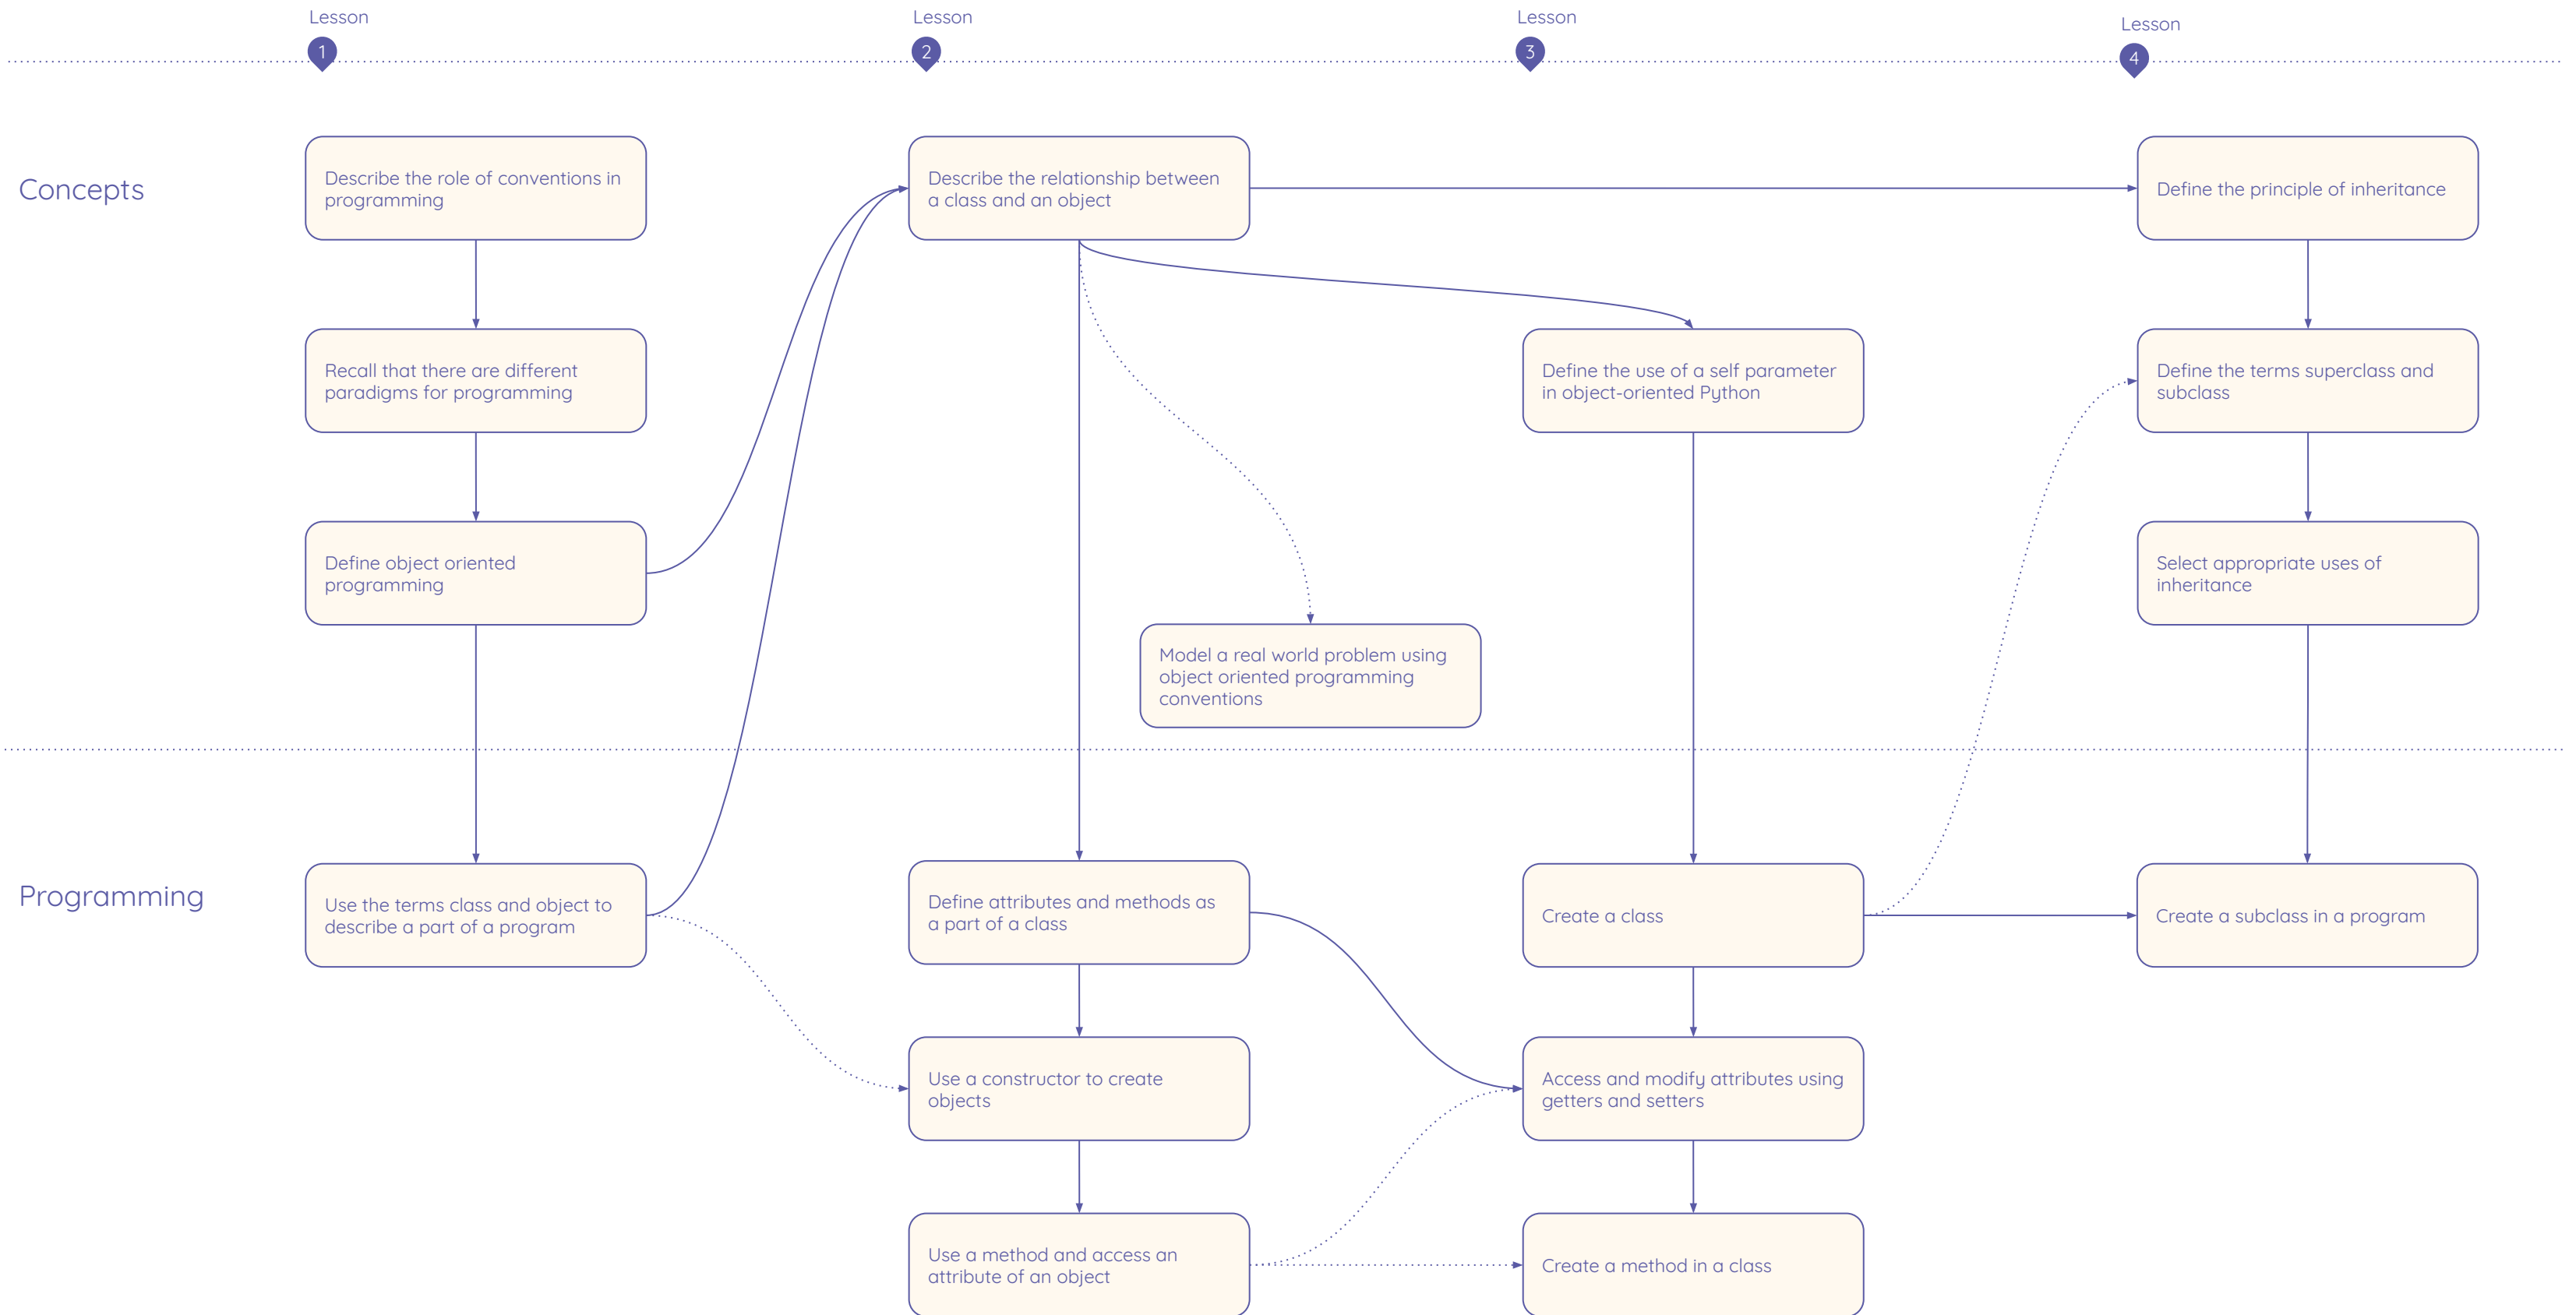 Lesson
1
Lesson
2
Lesson
3
Lesson
4
Concepts
Describe the role of conventions in
programming
Describe the relationship between
a class and an object
Define the principle of inheritance
Recall that there are different
paradigms for programming
Define the use of a self parameter
in object-oriented Python
Define the terms superclass and
subclass
Define object oriented
programming
Select appropriate uses of
inheritance
Model a real world problem using
object oriented programming
conventions
Programming
Use the terms class and object to
describe a part of a program
Define attributes and methods as
a part of a class
Create a class
Create a subclass in a program
Use a constructor to create
objects
Access and modify attributes using
getters and setters
Use a method and access an
attribute of an object
Create a method in a class